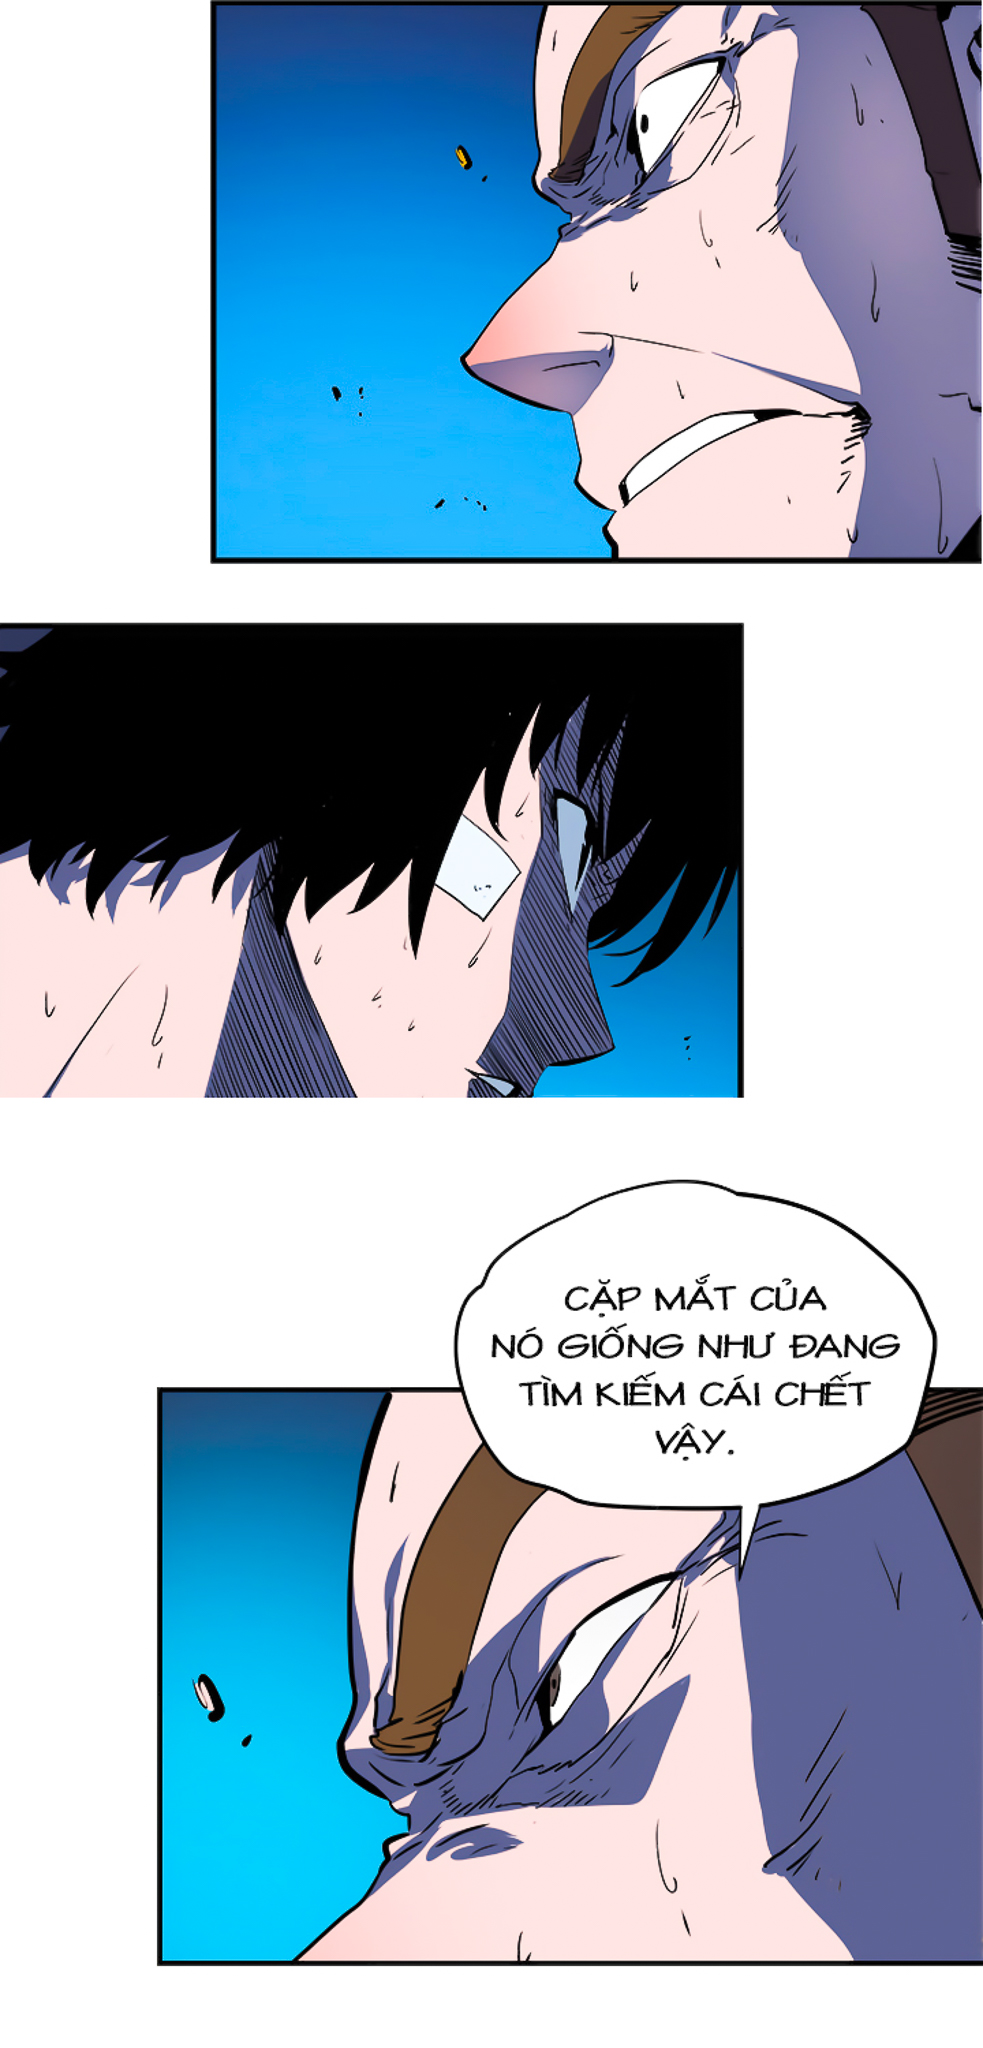 CẶP MẮT CỦA
NÓ GIỐNG NHƯ ĐANG
TÌM KIẾM CÁI CHẾT
VẬY.